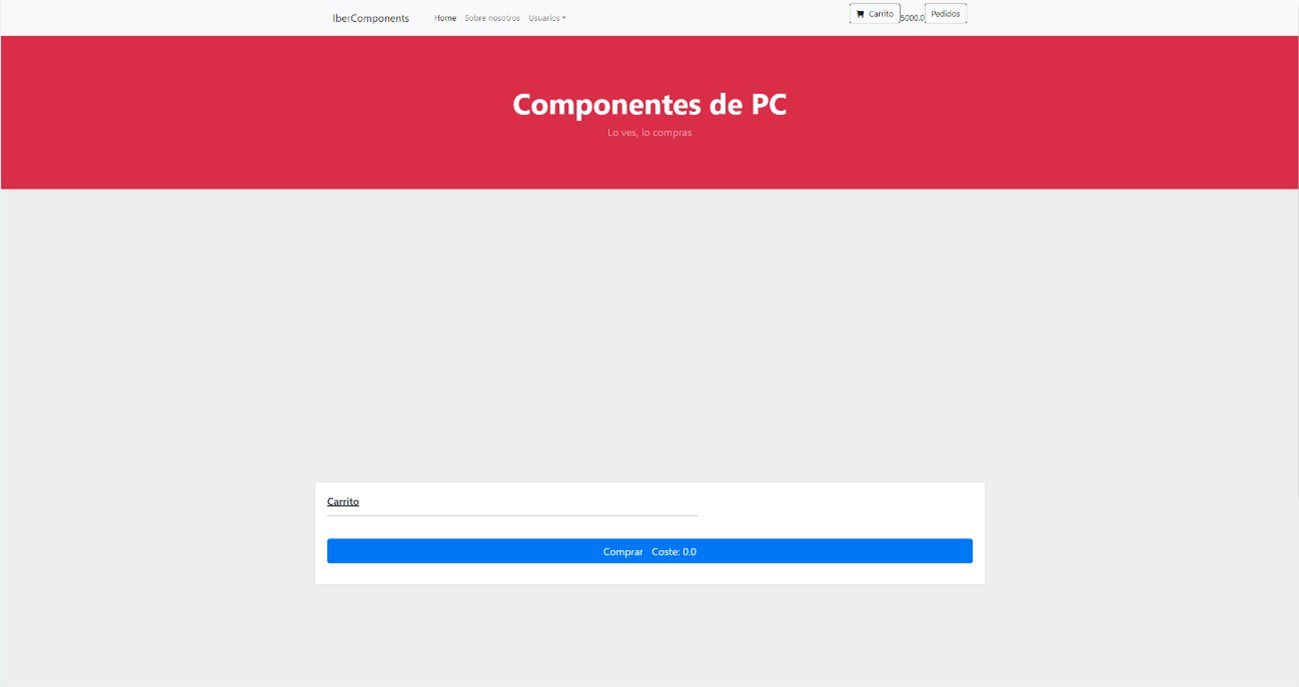 IberComponents Home Sobre nosotros Usuarios Carrito 5000.0 Pedidos
Componentes de PC
Lo ves, lo compras
Carrito
Comprar Coste: 0.0